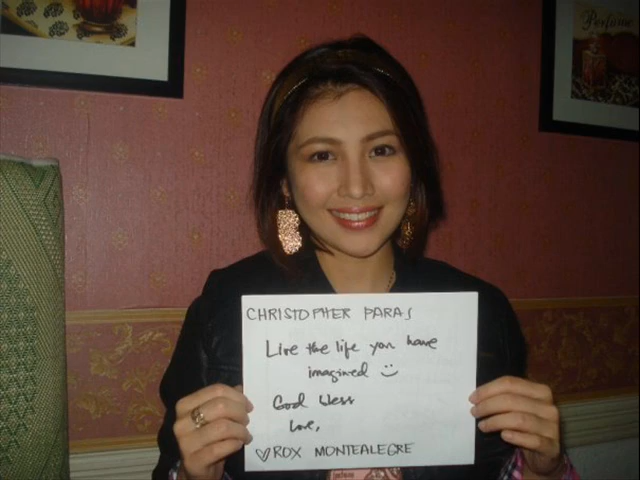 Perfume
CHRISTOPHER PARAS
Live the life you have
imagined :)
God bless
Love,
♡ ROX MONTEALEGRE